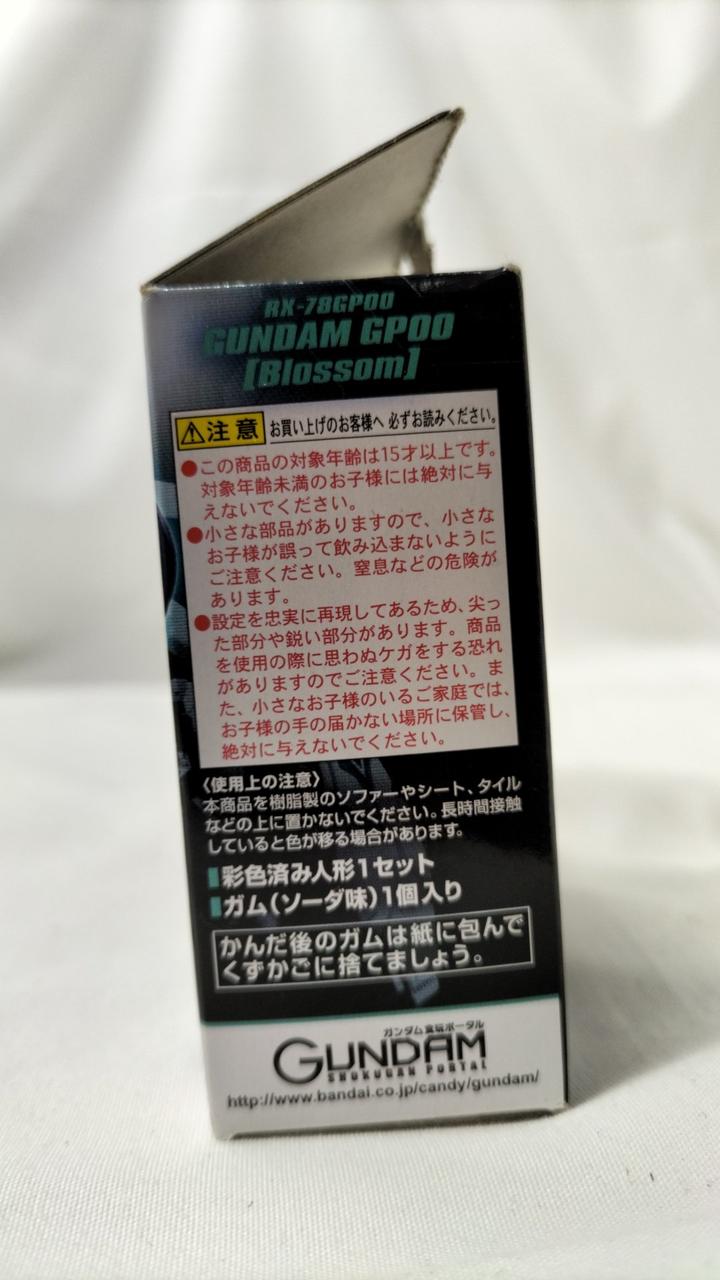 RX-78GP00
GUNDAM GP00
[Blossom]
⚠注意 お買い上げのお客様へ 必ずお読みください。
●この商品の対象年齢は15才以上です。
対象年齢未満のお子様には絶対に与
えないでください。
●小さな部品がありますので、小さな
お子様が誤って飲み込まないように
ご注意ください。窒息などの危険が
あります。
●設定を忠実に再現してあるため、尖っ
た部分や鋭い部分があります。商品
を使用の際に思わぬケガをする恐れ
がありますのでご注意ください。ま
た、小さなお子様のいるご家庭では、
お子様の手の届かない場所に保管し、
絶対に与えないでください。
〈使用上の注意〉
本商品を樹脂製のソファーやシート、タイル
などの上に置かないでください。長時間接触
していると色が移る場合があります。
彩色済み人形1セット
ガム(ソーダ味)1個入り
かんだ後のガムは紙に包んで
くずかごに捨てましょう。
ガンダム食玩ポータル
GUNDAM
SHOKUGAN PORTAL
http://www.bandai.co.jp/candy/gundam/